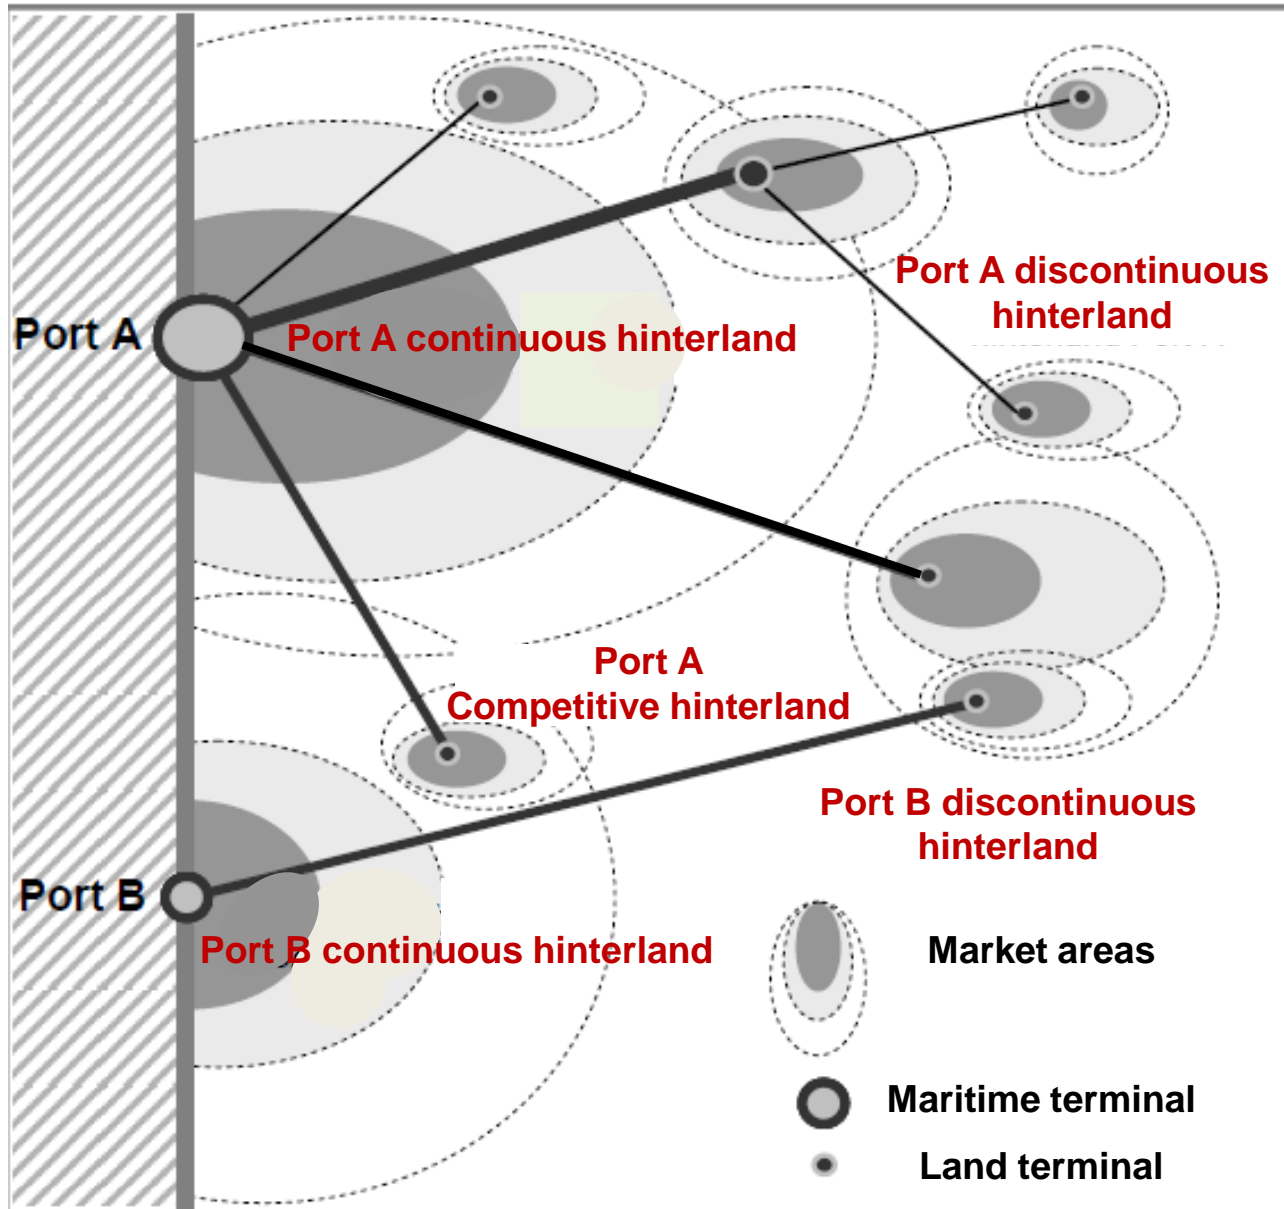 Port A discontinuous
hinterland
Port A
Port A continuous hinterland
Port A
Competitive hinterland
Port B discontinuous
hinterland
Port B
Port B continuous hinterland
Market areas
Maritime terminal
Land terminal